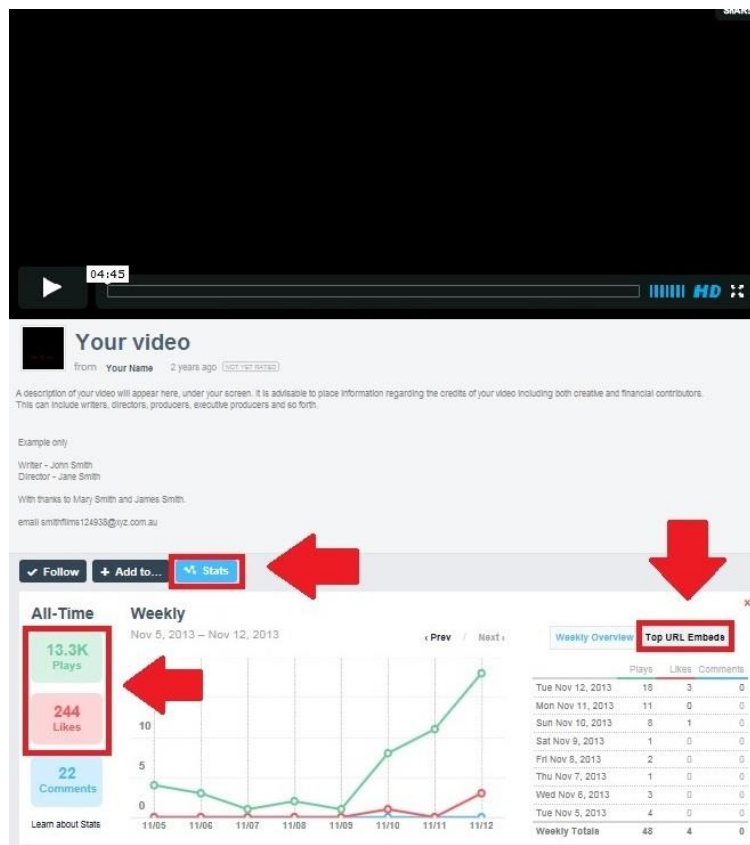 SHARE
04:45
HD
Your video
from Your Name 2 years ago NOT YET RATED
A description of your video will appear here, under your screen. It is advisable to place information regarding the credits of your video including both creative and financial contributors.
This can include writers, directors, producers, executive producers and so forth.
Example only
Writer – John Smith
Director – Jane Smith
With thanks to Mary Smith and James Smith.
email smithfilms124938@xyz.com.au
Follow + Add to... Stats
All-Time
13.3K
Plays
244
Likes
22
Comments
Learn about Stats
Weekly
Nov 5, 2013 – Nov 12, 2013
‹ Prev / Next ›
10
5
0
11/05 11/06 11/07 11/08 11/09 11/10 11/11 11/12
Weekly Overview Top URL Embeds
x
Plays Likes Comments
Tue Nov 12, 2013 18 3 0
Mon Nov 11, 2013 11 0 0
Sun Nov 10, 2013 8 1 0
Sat Nov 9, 2013 1 0 0
Fri Nov 8, 2013 2 0 0
Thu Nov 7, 2013 1 0 0
Wed Nov 6, 2013 3 0 0
Tue Nov 5, 2013 4 0 0
Weekly Totals 48 4 0